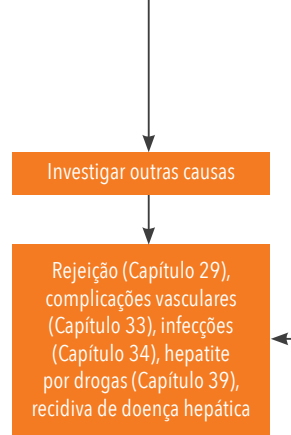 Investigar outras causas
Rejeição (Capítulo 29),
complicações vasculares
(Capítulo 33), infecções
(Capítulo 34), hepatite
por drogas (Capítulo 39),
recidiva de doença hepática